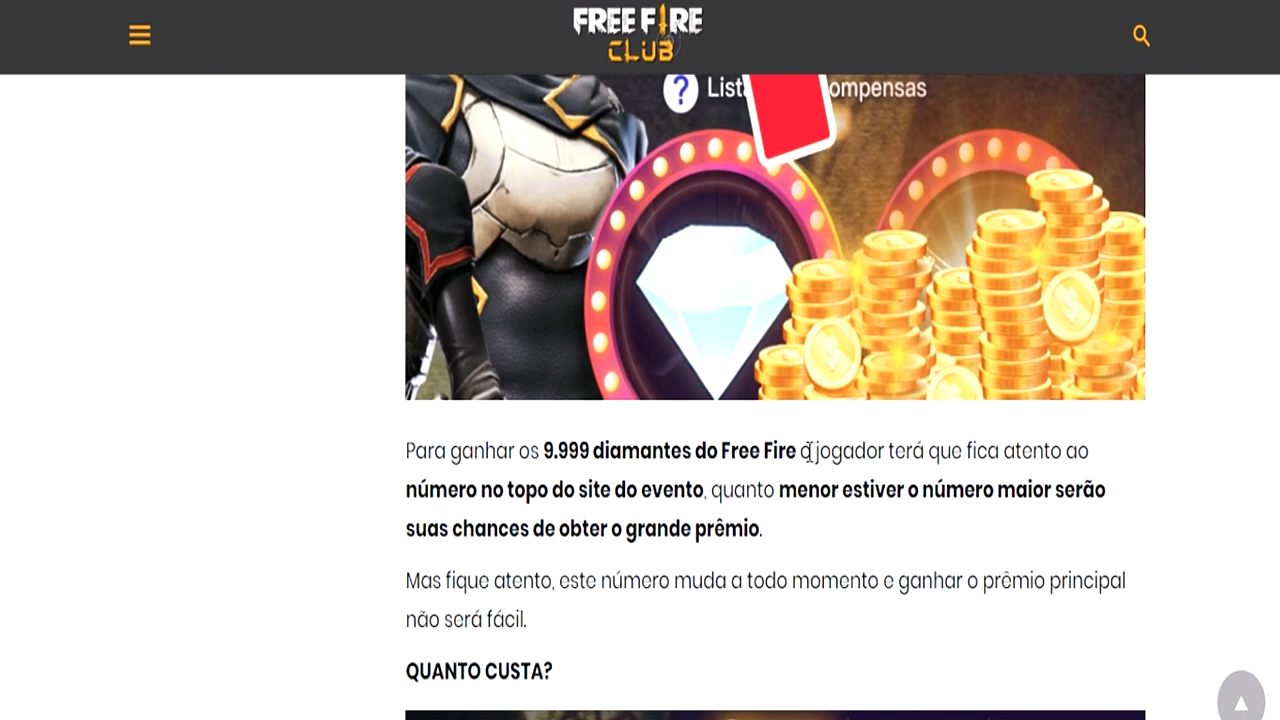 FREE FIRE
CLUB
? Lista ompensas
Para ganhar os 9.999 diamantes do Free Fire o jogador terá que fica atento ao
número no topo do site do evento, quanto menor estiver o número maior serão
suas chances de obter o grande prêmio.
Mas fique atento, este número muda a todo momento e ganhar o prêmio principal
não será fácil.
QUANTO CUSTA?